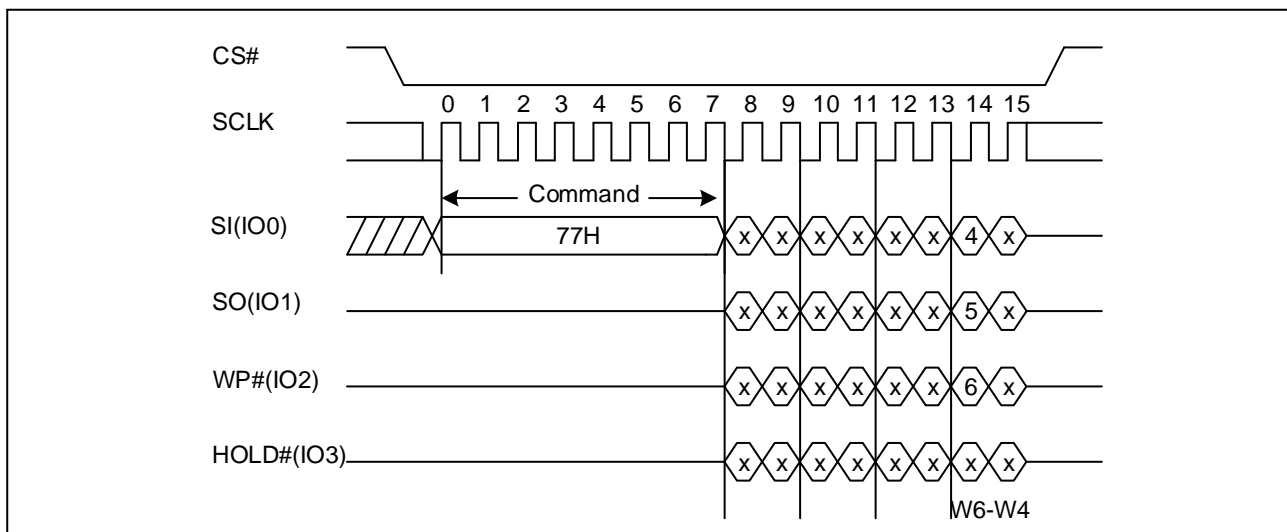 CS#
0 1 2 3 4 5 6 7 8 9 10 11 12 13 14 15
SCLK
Command
SI(IO0) 77H x x x x x x 4 x
SO(IO1) x x x x x x 5 x
WP#(IO2) x x x x x x 6 x
HOLD#(IO3) x x x x x x x x
W6-W4